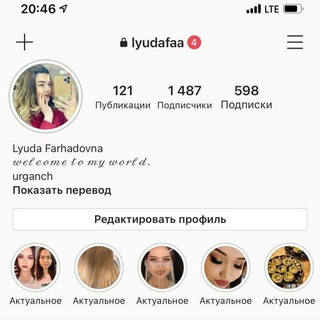 20:46 LTE
lyudafaa 4
121 1 487 598
Публикации Подписчики Подписки
Lyuda Farhadovna
𝓌𝑒𝓁𝒸𝑜𝓂𝑒 𝓉𝑜 𝓂𝓎 𝓌𝑜𝓇𝓁𝒹.
urganch
Показать перевод
Редактировать профиль
Актуальное Актуальное Актуальное Актуальное Актуальное